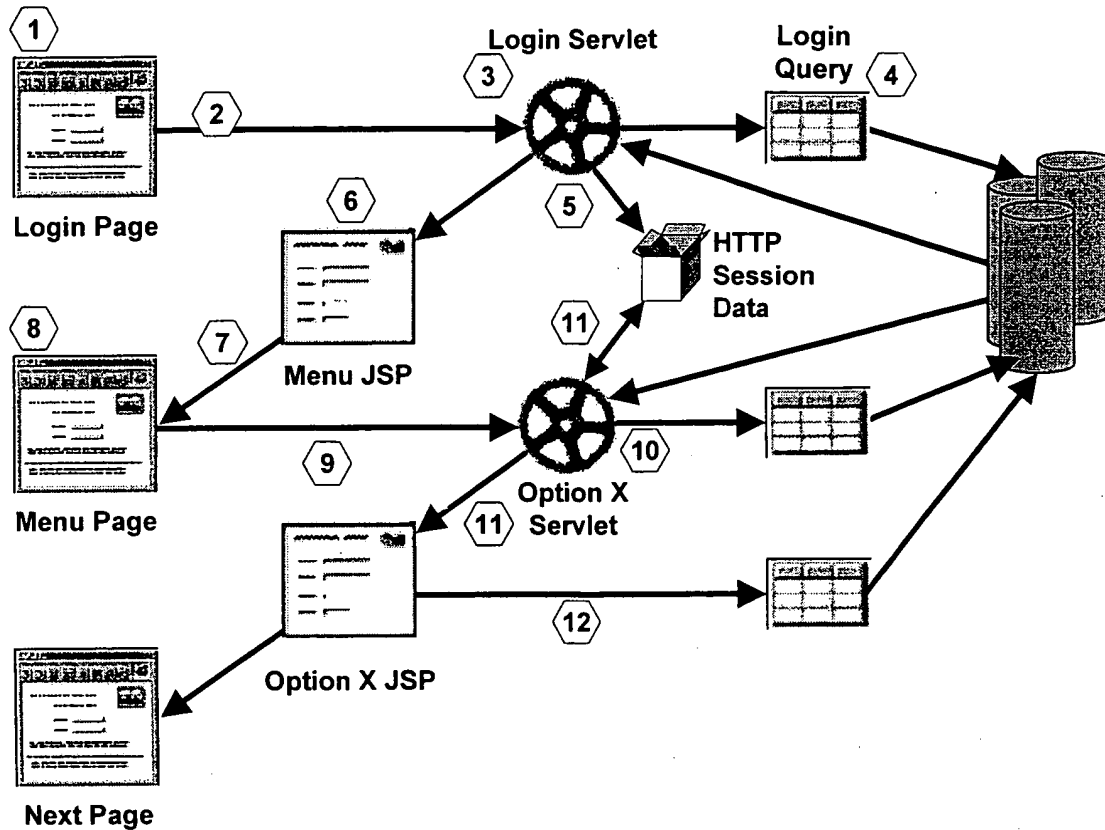 1
Login Servlet
Login
Query
3
4
2
5
6
Login Page
HTTP
Session
Data
11
8
7
Menu JSP
9
10
Option X
Servlet
11
Menu Page
12
Option X JSP
Next Page